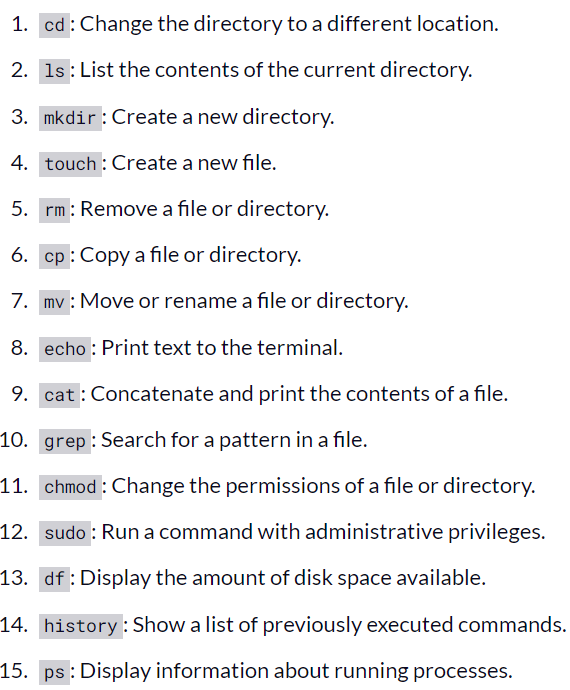 1. cd : Change the directory to a different location.
2. ls : List the contents of the current directory.
3. mkdir : Create a new directory.
4. touch : Create a new file.
5. rm : Remove a file or directory.
6. cp : Copy a file or directory.
7. mv : Move or rename a file or directory.
8. echo : Print text to the terminal.
9. cat : Concatenate and print the contents of a file.
10. grep : Search for a pattern in a file.
11. chmod : Change the permissions of a file or directory.
12. sudo : Run a command with administrative privileges.
13. df : Display the amount of disk space available.
14. history : Show a list of previously executed commands.
15. ps : Display information about running processes.